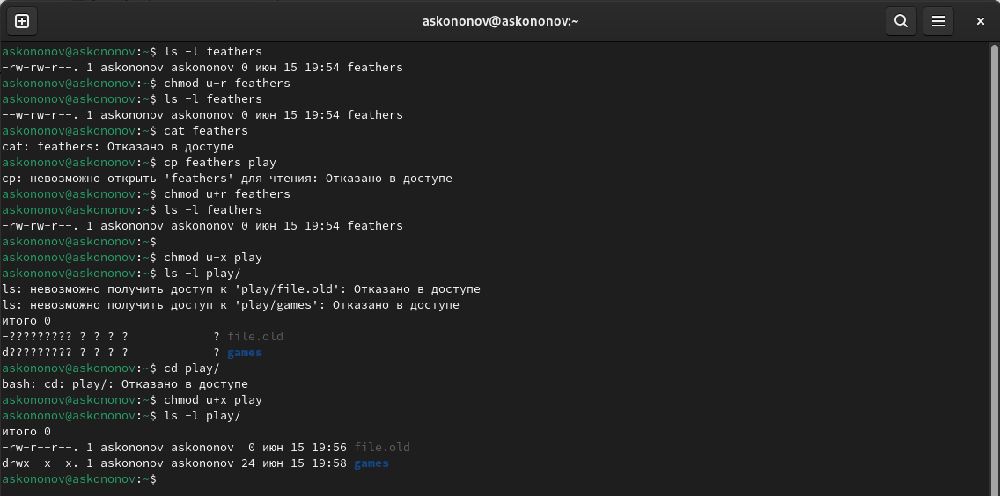 askononov@askononov:~
askononov@askononov:~$ ls -l feathers
-rw-rw-r--. 1 askononov askononov 0 июн 15 19:54 feathers
askononov@askononov:~$ chmod u-r feathers
askononov@askononov:~$ ls -l feathers
--w-rw-r--. 1 askononov askononov 0 июн 15 19:54 feathers
askononov@askononov:~$ cat feathers
cat: feathers: Отказано в доступе
askononov@askononov:~$ cp feathers play
cp: невозможно открыть 'feathers' для чтения: Отказано в доступе
askononov@askononov:~$ chmod u+r feathers
askononov@askononov:~$ ls -l feathers
-rw-rw-r--. 1 askononov askononov 0 июн 15 19:54 feathers
askononov@askononov:~$
askononov@askononov:~$ chmod u-x play
askononov@askononov:~$ ls -l play/
ls: невозможно получить доступ к 'play/file.old': Отказано в доступе
ls: невозможно получить доступ к 'play/games': Отказано в доступе
итого 0
-????????? ? ? ? ?            ? file.old
d????????? ? ? ? ?            ? games
askononov@askononov:~$ cd play/
bash: cd: play/: Отказано в доступе
askononov@askononov:~$ chmod u+x play
askononov@askononov:~$ ls -l play/
итого 0
-rw-r--r--. 1 askononov askononov  0 июн 15 19:56 file.old
drwx--x--x. 1 askononov askononov 24 июн 15 19:58 games
askononov@askononov:~$